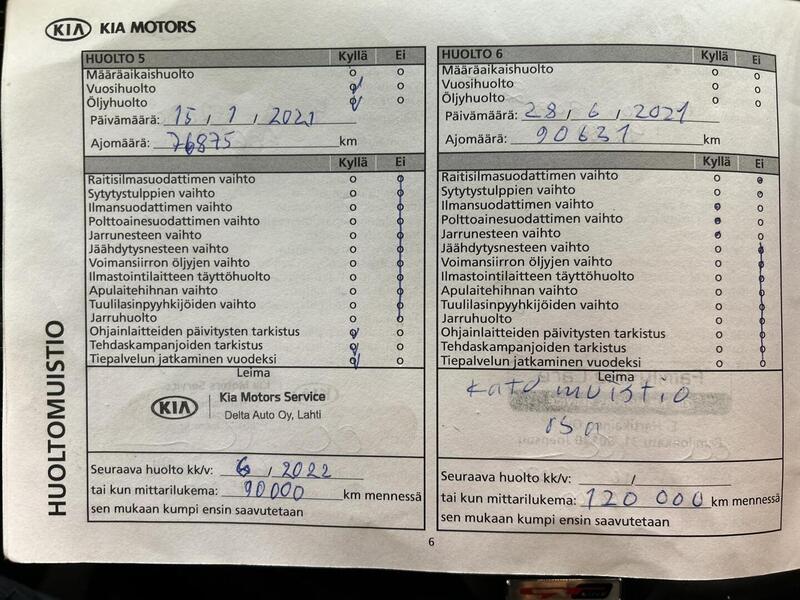 KIA KIA MOTORS
HUOLTO 5 Kyllä Ei
Määräaikaishuolto
Vuosihuolto
Öljyhuolto
Päivämäärä: 15 / 1 / 2021
Ajomäärä: 76875 km
Kyllä Ei
Raitisilmasuodattimen vaihto
Sytytystulppien vaihto
Ilmansuodattimen vaihto
Polttoainesuodattimen vaihto
Jarrunesteen vaihto
Jäähdytysnesteen vaihto
Voimansiirron öljyjen vaihto
Ilmastointilaitteen täyttöhuolto
Apulaitehihnan vaihto
Tuulilasinpyyhkijöiden vaihto
Jarruhuolto
Ohjainlaitteiden päivitysten tarkistus
Tehdaskampanjoiden tarkistus
Tiepalvelun jatkaminen vuodeksi
Leima
KIA Kia Motors Service
Delta Auto Oy, Lahti
Seuraava huolto kk/v: 6 / 2022
tai kun mittarilukema: 90000 km mennessä
sen mukaan kumpi ensin saavutetaan
HUOLTO 6 Kyllä Ei
Määräaikaishuolto
Vuosihuolto
Öljyhuolto
Päivämäärä: 28 / 6 / 2021
Ajomäärä: 90631 km
Kyllä Ei
Raitisilmasuodattimen vaihto
Sytytystulppien vaihto
Ilmansuodattimen vaihto
Polttoainesuodattimen vaihto
Jarrunesteen vaihto
Jäähdytysnesteen vaihto
Voimansiirron öljyjen vaihto
Ilmastointilaitteen täyttöhuolto
Apulaitehihnan vaihto
Tuulilasinpyyhkijöiden vaihto
Jarruhuolto
Ohjainlaitteiden päivitysten tarkistus
Tehdaskampanjoiden tarkistus
Tiepalvelun jatkaminen vuodeksi
Leima
Kato muistio
Seuraava huolto kk/v: /
tai kun mittarilukema: 120 000 km mennessä
sen mukaan kumpi ensin saavutetaan
HUOLTOMUISTIO
6